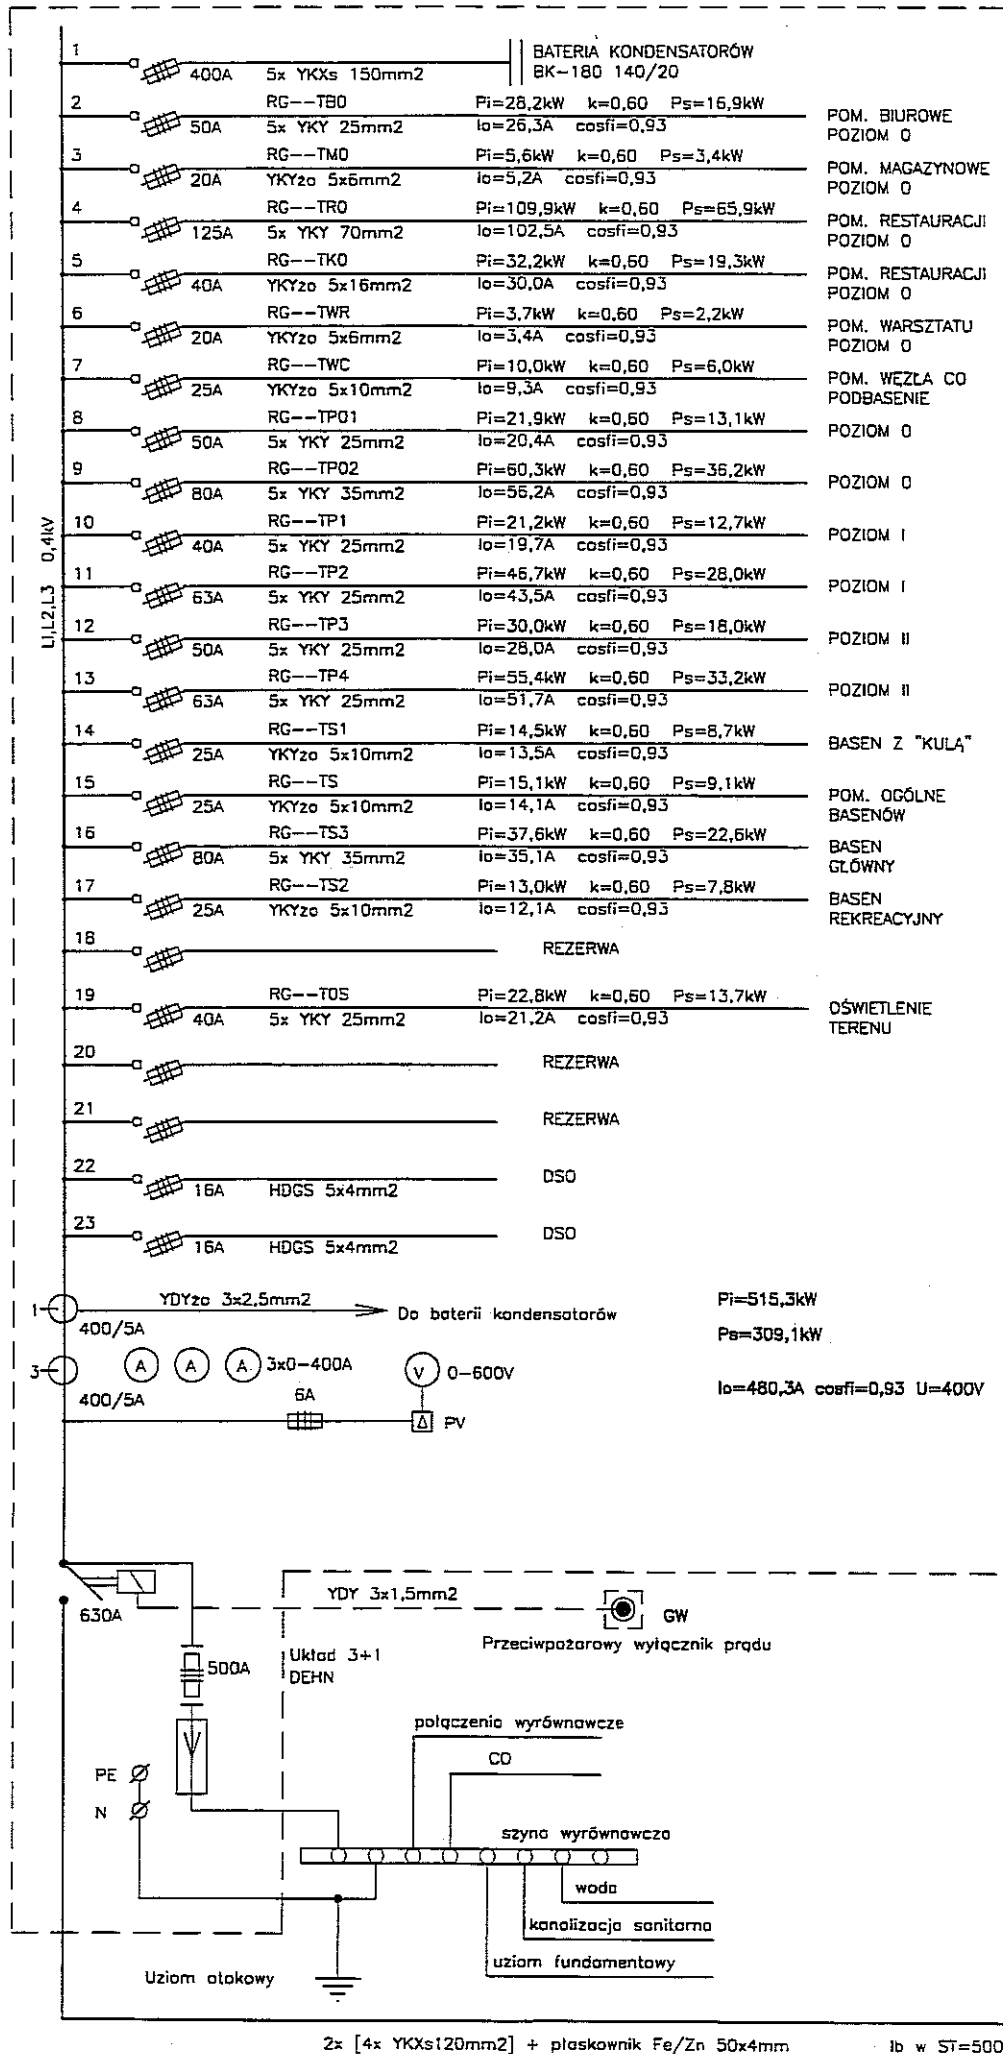 1
400A
5x YKXs 150mm2
BATERIA KONDENSATORÓW
BK-180 140/20
2
50A
RG--TB0
5x YKY 25mm2
Pi=28,2kW k=0,60 Ps=16,9kW
Io=26,3A cosfi=0,93
POM. BIUROWE
POZIOM 0
3
20A
RG--TM0
YKYżo 5x6mm2
Pi=5,6kW k=0,60 Ps=3,4kW
Io=5,2A cosfi=0,93
POM. MAGAZYNOWE
POZIOM 0
4
125A
RG--TR0
5x YKY 70mm2
Pi=109,9kW k=0,60 Ps=65,9kW
Io=102,5A cosfi=0,93
POM. RESTAURACJI
POZIOM 0
5
40A
RG--TK0
YKYżo 5x16mm2
Pi=32,2kW k=0,60 Ps=19,3kW
Io=30,0A cosfi=0,93
POM. RESTAURACJI
POZIOM 0
6
20A
RG--TWR
YKYżo 5x6mm2
Pi=3,7kW k=0,60 Ps=2,2kW
Io=3,4A cosfi=0,93
POM. WARSZTATU
POZIOM 0
7
25A
RG--TWC
YKYżo 5x10mm2
Pi=10,0kW k=0,60 Ps=6,0kW
Io=9,3A cosfi=0,93
POM. WĘZŁA CO
PODBASENIE
8
50A
RG--TP01
5x YKY 25mm2
Pi=21,9kW k=0,60 Ps=13,1kW
Io=20,4A cosfi=0,93
POZIOM 0
9
80A
RG--TP02
5x YKY 35mm2
Pi=60,3kW k=0,60 Ps=36,2kW
Io=56,2A cosfi=0,93
POZIOM 0
10
40A
RG--TP1
5x YKY 25mm2
Pi=21,2kW k=0,60 Ps=12,7kW
Io=19,7A cosfi=0,93
POZIOM I
L1,L2,L3 0,4kV
11
63A
RG--TP2
5x YKY 25mm2
Pi=46,7kW k=0,60 Ps=28,0kW
Io=43,5A cosfi=0,93
POZIOM I
12
50A
RG--TP3
5x YKY 25mm2
Pi=30,0kW k=0,60 Ps=18,0kW
Io=28,0A cosfi=0,93
POZIOM II
13
63A
RG--TP4
5x YKY 25mm2
Pi=55,4kW k=0,60 Ps=33,2kW
Io=51,7A cosfi=0,93
POZIOM II
14
25A
RG--TS1
YKYżo 5x10mm2
Pi=14,5kW k=0,60 Ps=8,7kW
Io=13,5A cosfi=0,93
BASEN Z "KULĄ"
15
25A
RG--TS
YKYżo 5x10mm2
Pi=15,1kW k=0,60 Ps=9,1kW
Io=14,1A cosfi=0,93
POM. OGÓLNE
BASENÓW
16
80A
RG--TS3
5x YKY 35mm2
Pi=37,6kW k=0,60 Ps=22,6kW
Io=35,1A cosfi=0,93
BASEN
GŁÓWNY
17
25A
RG--TS2
YKYżo 5x10mm2
Pi=13,0kW k=0,60 Ps=7,8kW
Io=12,1A cosfi=0,93
BASEN
REKREACYJNY
18
REZERWA
19
40A
RG--TOS
5x YKY 25mm2
Pi=22,8kW k=0,60 Ps=13,7kW
Io=21,2A cosfi=0,93
OŚWIETLENIE
TERENU
20
REZERWA
21
REZERWA
22
16A
HDGS 5x4mm2
DSO
23
16A
HDGS 5x4mm2
DSO
1
400/5A
YDYżo 3x2,5mm2
Do baterii kondensatorów
Pi=515,3kW
Ps=309,1kW
Io=480,3A cosfi=0,93 U=400V
3
400/5A
A A A 3x0-400A
V 0-600V
6A
PV
630A
YDY 3x1,5mm2
GW
Przeciwpożarowy wyłącznik prądu
500A
Układ 3+1
DEHN
połączenia wyrównawcze
CO
PE
N
szyna wyrównawcza
woda
kanalizacja sanitarna
uziom fundamentowy
Uziom otokowy
2x [4x YKXs120mm2] + płaskownik Fe/Zn 50x4mm
Ib w ST=500